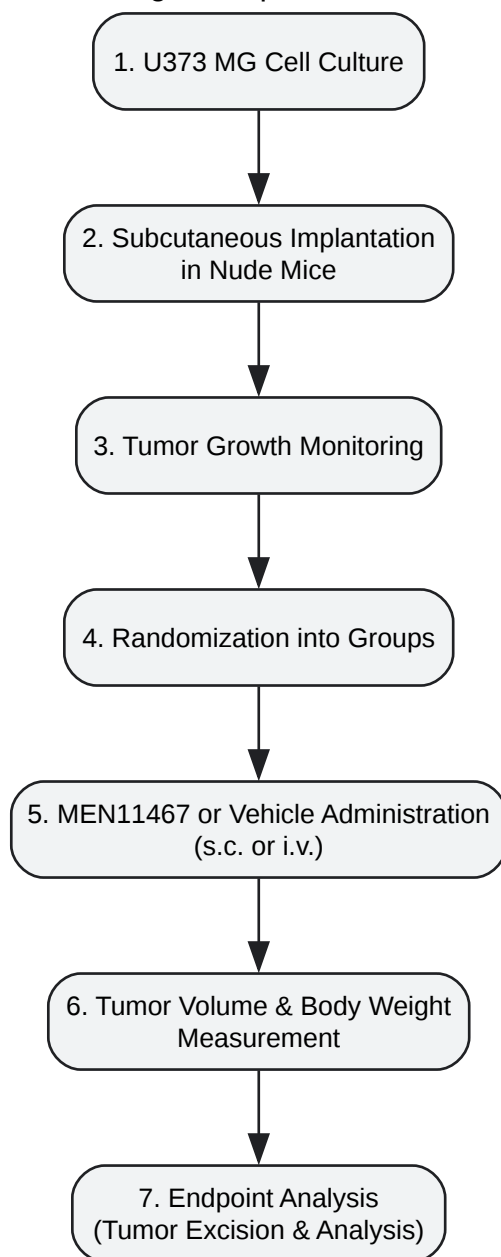 1. U373 MG Cell Culture
2. Subcutaneous Implantation
in Nude Mice
3. Tumor Growth Monitoring
4. Randomization into Groups
5. MEN11467 or Vehicle Administration
(s.c. or i.v.)
6. Tumor Volume & Body Weight
Measurement
7. Endpoint Analysis
(Tumor Excision & Analysis)